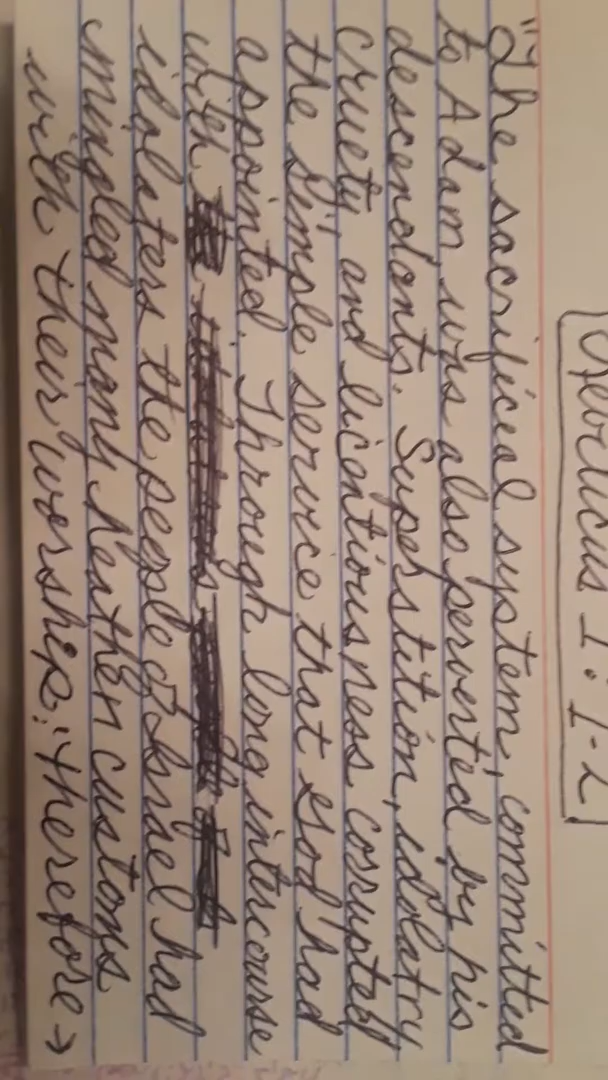 Leviticus 1:1-2
"The sacrificial system, committed
to Adam, was also perverted by his
descendants. Superstition, idolatry
cruelty, and licentiousness corrupted
the simple service that God had
appointed. Through long intercourse
with
idolaters the people of Israel had
mingled many heathen customs
with their worship; therefore →